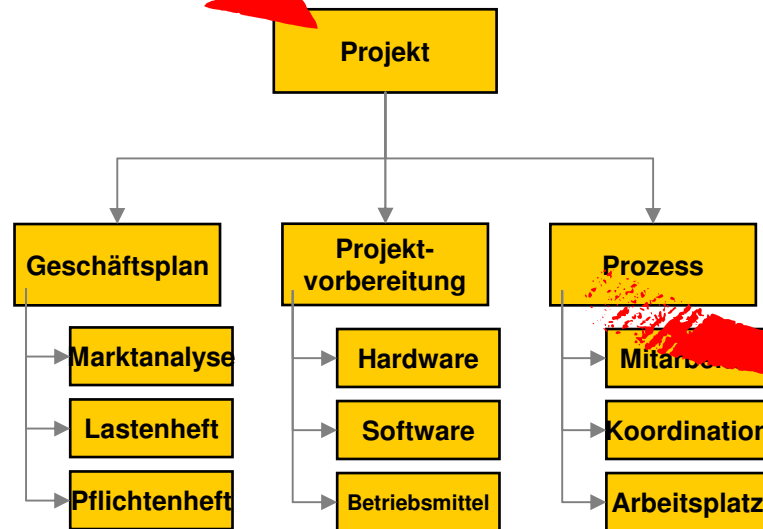 Projekt
Geschäftsplan
Projekt-
vorbereitung
Prozess
Marktanalyse
Hardware
Lastenheft
Software
Koordination
Pflichtenheft
Betriebsmittel
Arbeitsplatz